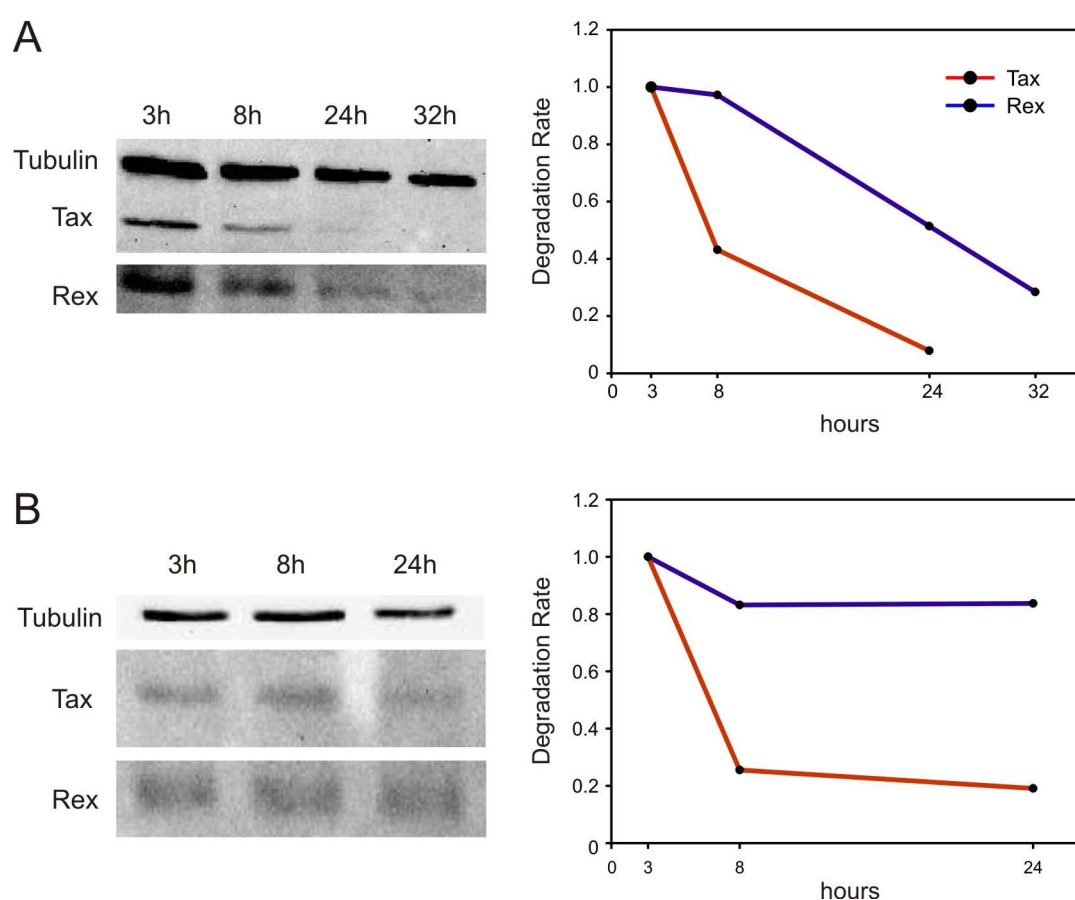 A
3h 8h 24h 32h
Tubulin
Tax
Rex
1.2
1.0
0.8
0.6
0.4
0.2
0
Degradation Rate
Tax
Rex
0 3 8 24 32
hours
B
3h 8h 24h
Tubulin
Tax
Rex
1.2
1.0
0.8
0.6
0.4
0.2
0
Degradation Rate
0 3 8 24
hours